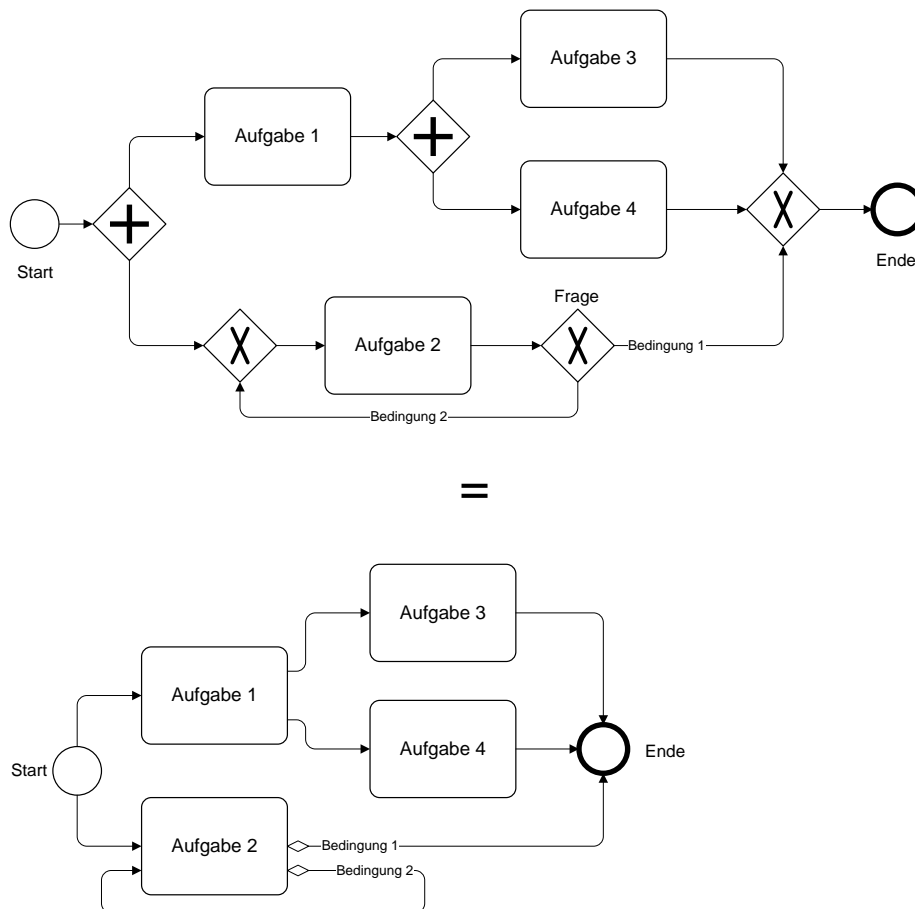 Aufgabe 3
Aufgabe 1
Aufgabe 4
Start
Ende
Frage
Aufgabe 2
Bedingung 1
Bedingung 2
=
Aufgabe 3
Aufgabe 1
Aufgabe 4
Ende
Start
Aufgabe 2
Bedingung 1
Bedingung 2